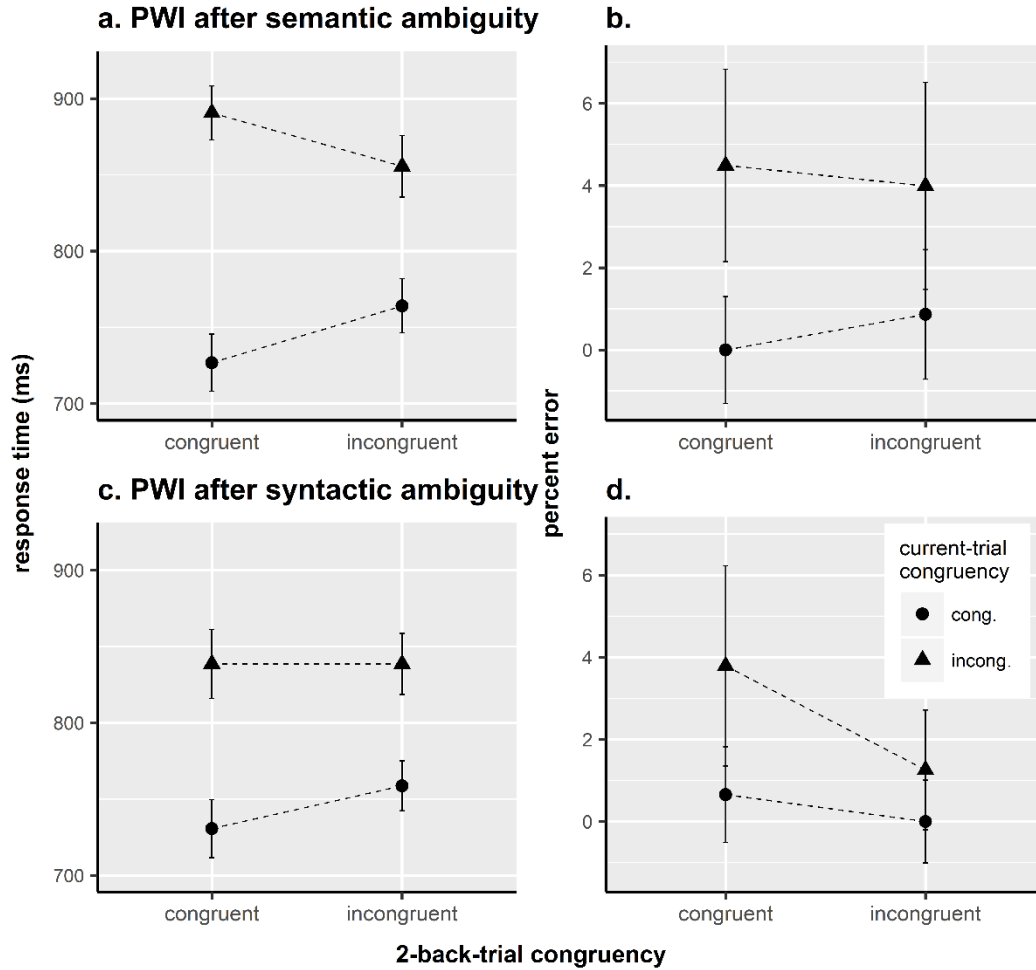 a. PWI after semantic ambiguity
b.
900
800
700
congruent
incongruent
6
4
2
0
congruent
incongruent
response time (ms)
percent error
c. PWI after syntactic ambiguity
d.
900
800
700
congruent
incongruent
6
4
2
0
congruent
incongruent
current-trial
congruency
cong.
incong.
2-back-trial congruency